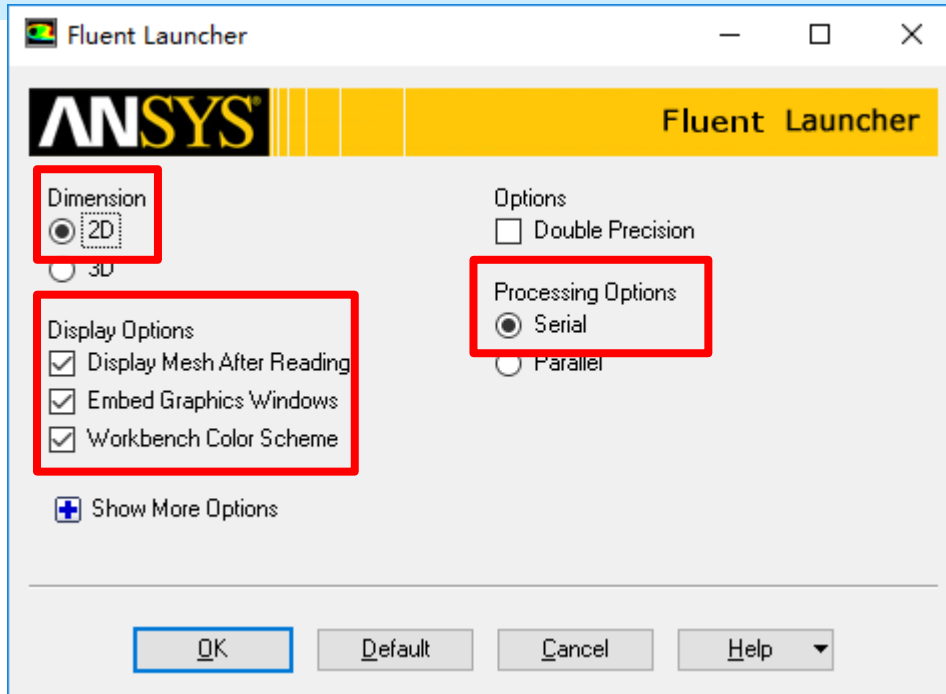 Fluent Launcher
ANSYS®
Fluent Launcher
Dimension
2D
3D
Display Options
Display Mesh After Reading
Embed Graphics Windows
Workbench Color Scheme
Show More Options
Options
Double Precision
Processing Options
Serial
Parallel
OK
Default
Cancel
Help